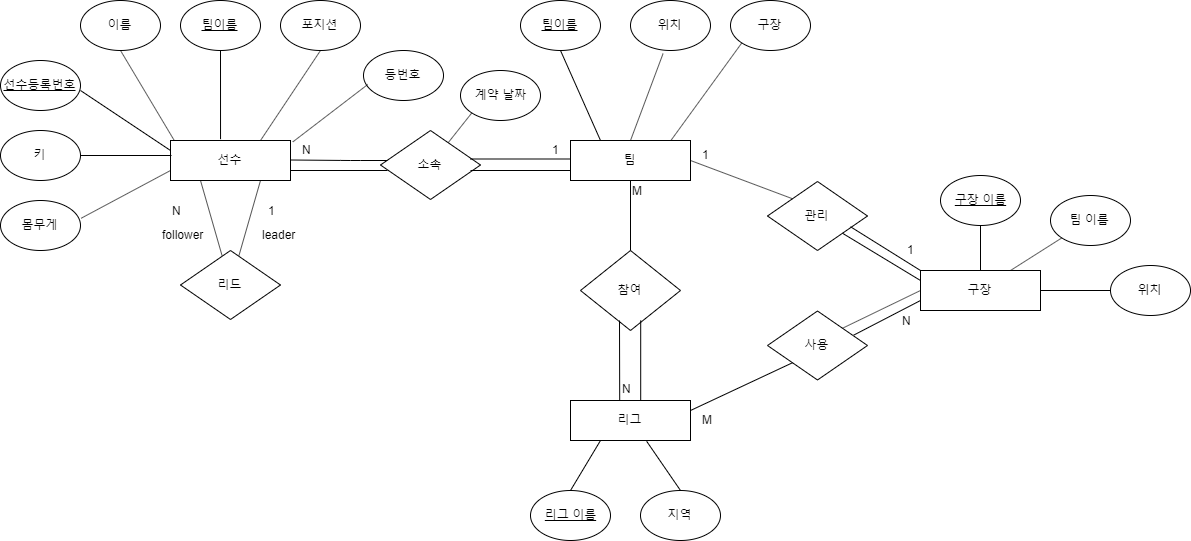 이름
팀이름
포지션
팀이름
위치
구장
선수등록번호
등번호
계약 날짜
키
선수
N
소속
1
팀
1
M
몸무게
N
1
follower
leader
리드
관리
구장 이름
팀 이름
1
참여
구장
위치
사용
N
N
리그
M
리그 이름
지역